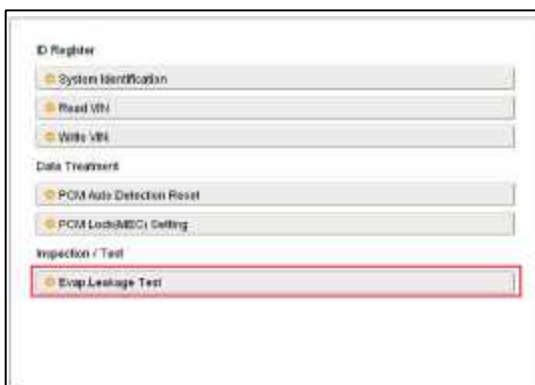 ID Register
System Identification
Read VIN
Write VIN
Data Treatment
PCM Auto Detection Reset
PCM Lock(MEC) Setting
Inspection / Test
Evap.Leakage Test